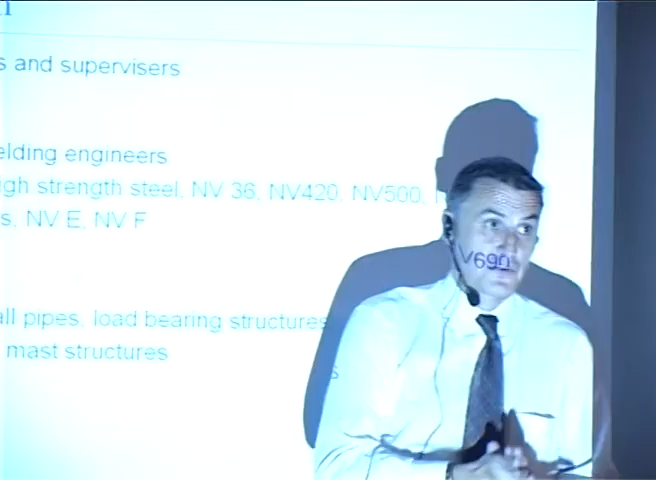 s and supervisers
elding engineers
gh strength steel, NV 36, NV420, NV500,
V690
s, NV E, NV F
all pipes, load bearing structures
mast structures
s